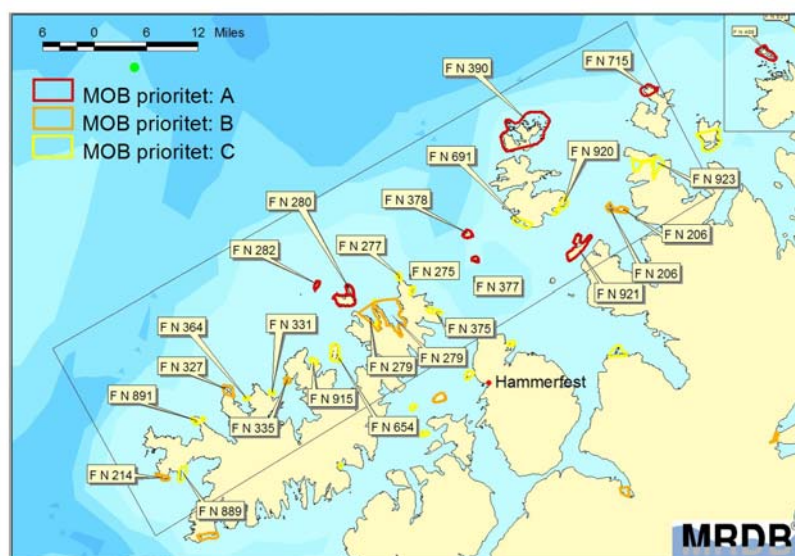 6 0 6 12 Miles
MOB prioritet: A
MOB prioritet: B
MOB prioritet: C
F N 390
F N 715
F N 691
F N 920
F N 923
F N 280
F N 378
F N 282
F N 277
F N 275
F N 206
F N 206
F N 377
F N 921
F N 364
F N 331
F N 375
F N 327
F N 279
F N 279
Hammerfest
F N 891
F N 915
F N 335
F N 654
F N 214
F N 889
MRDB